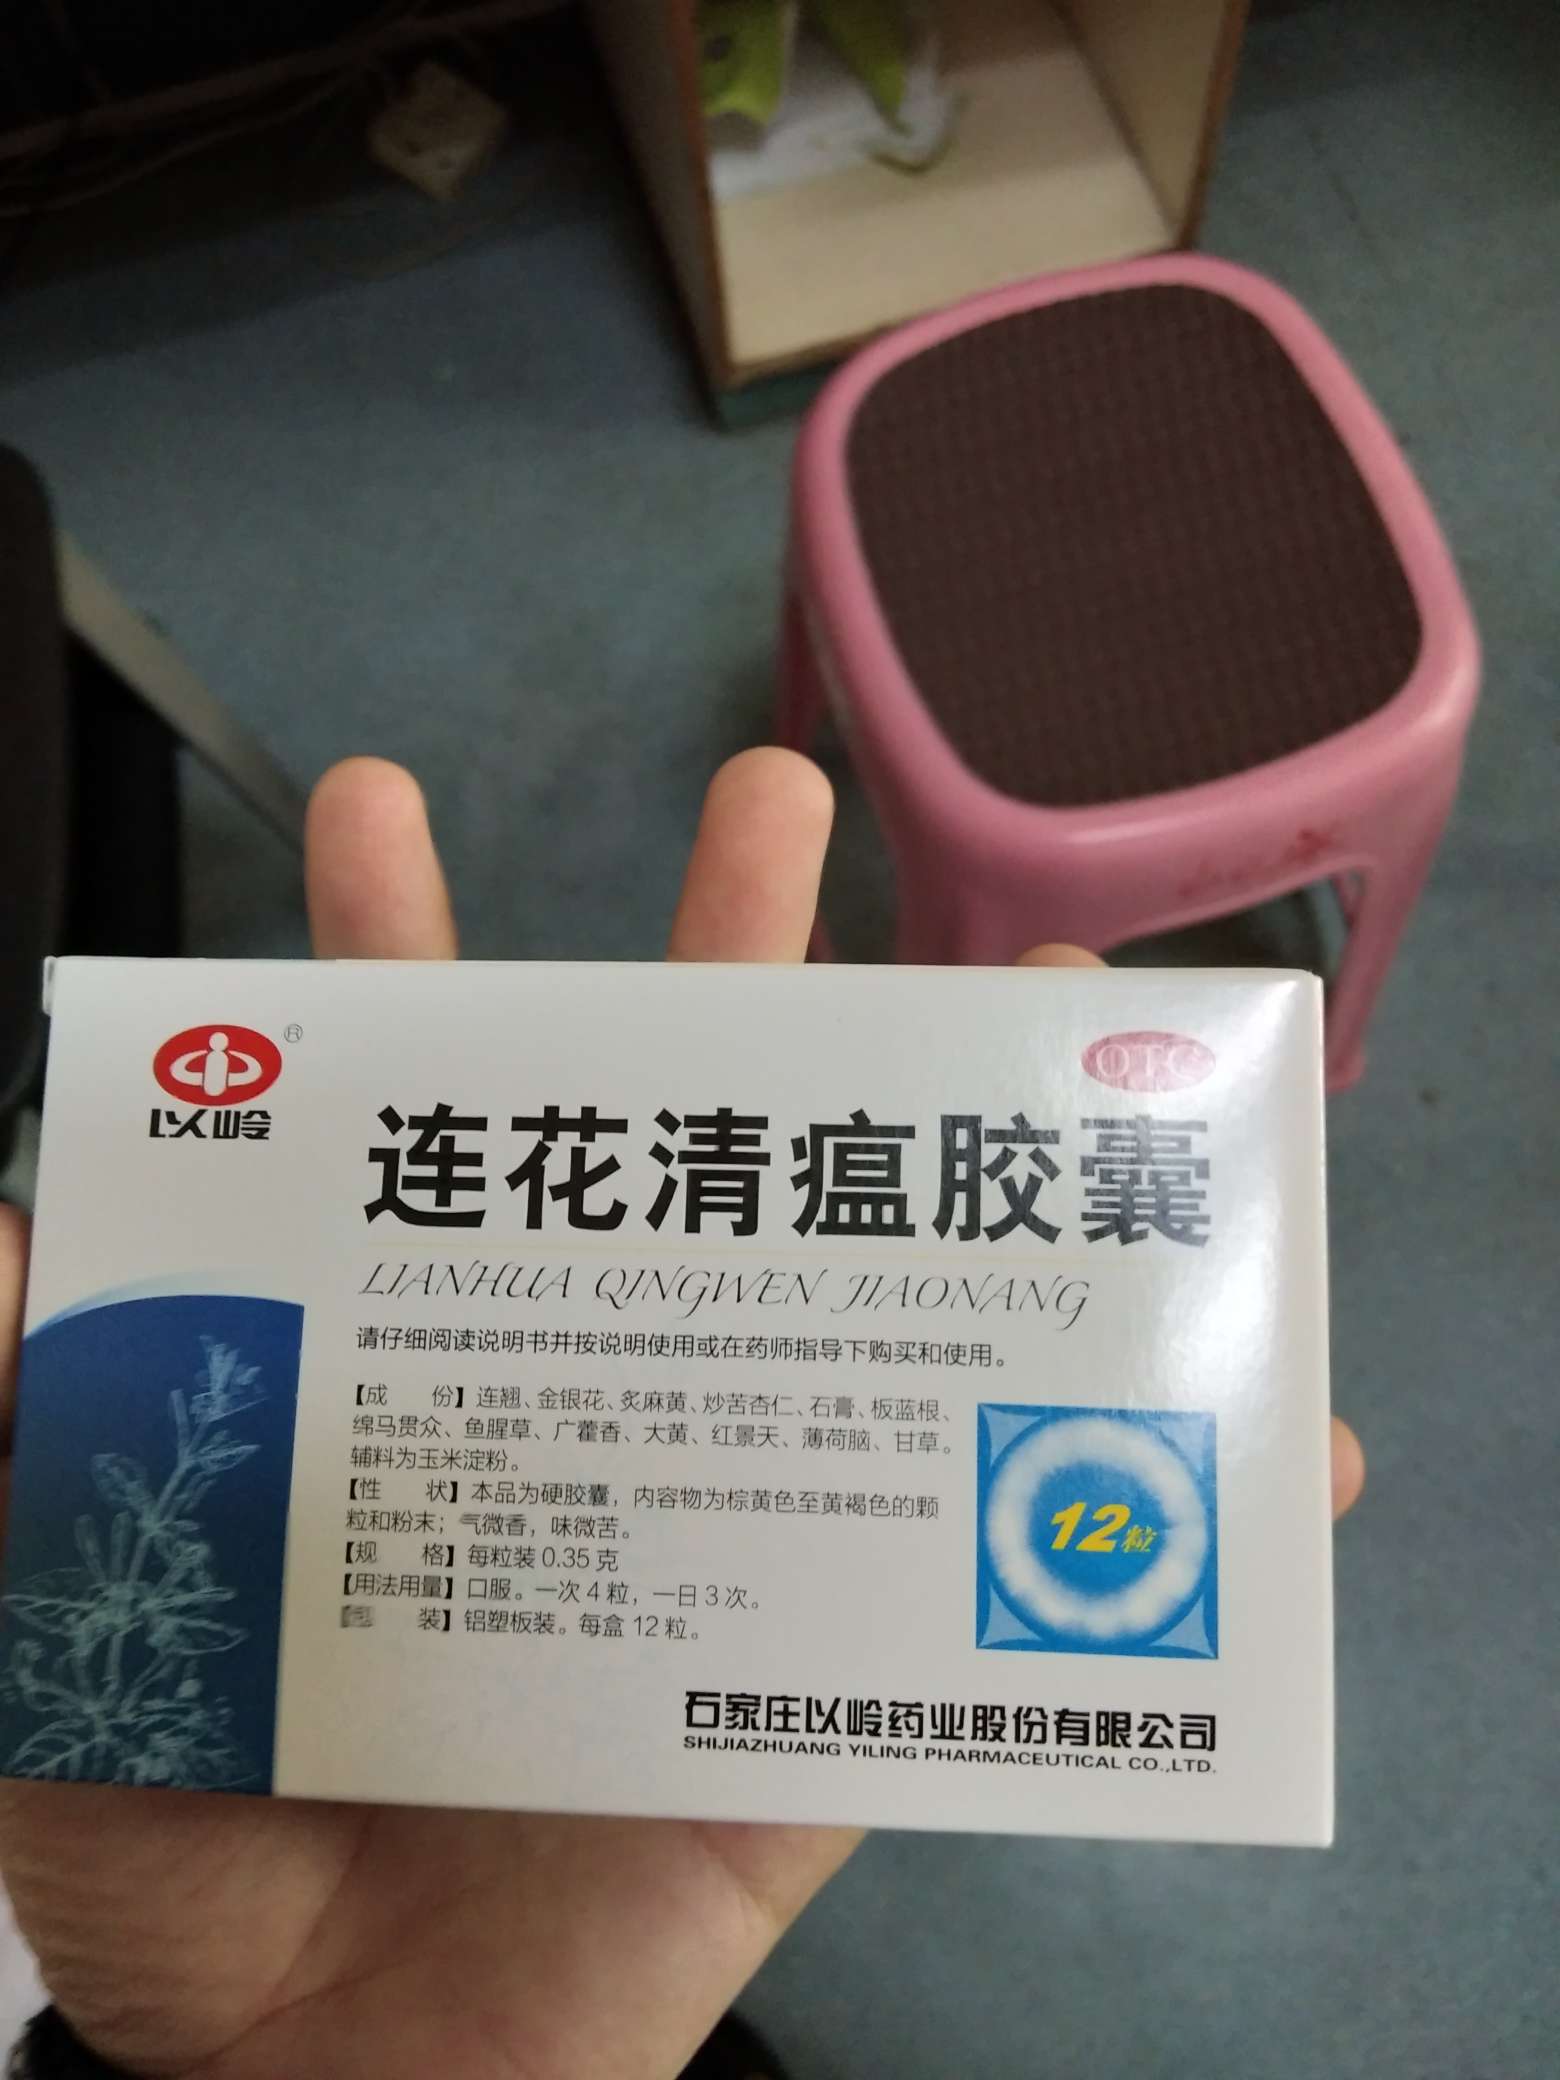 ®
以岭
OTC
连花清瘟胶囊
LIANHUA QINGWEN JIAONANG
请仔细阅读说明书并按说明使用或在药师指导下购买和使用。
【成 份】连翘、金银花、炙麻黄、炒苦杏仁、石膏、板蓝根、
绵马贯众、鱼腥草、广藿香、大黄、红景天、薄荷脑、甘草。
辅料为玉米淀粉。
【性 状】本品为硬胶囊，内容物为棕黄色至黄褐色的颗
粒和粉末；气微香，味微苦。
【规 格】每粒装 0.35 克
【用法用量】口服。一次 4 粒，一日 3 次。
【包 装】铝塑板装。每盒 12 粒。
12粒
石家庄以岭药业股份有限公司
SHIJIAZHUANG YILING PHARMACEUTICAL CO.,LTD.